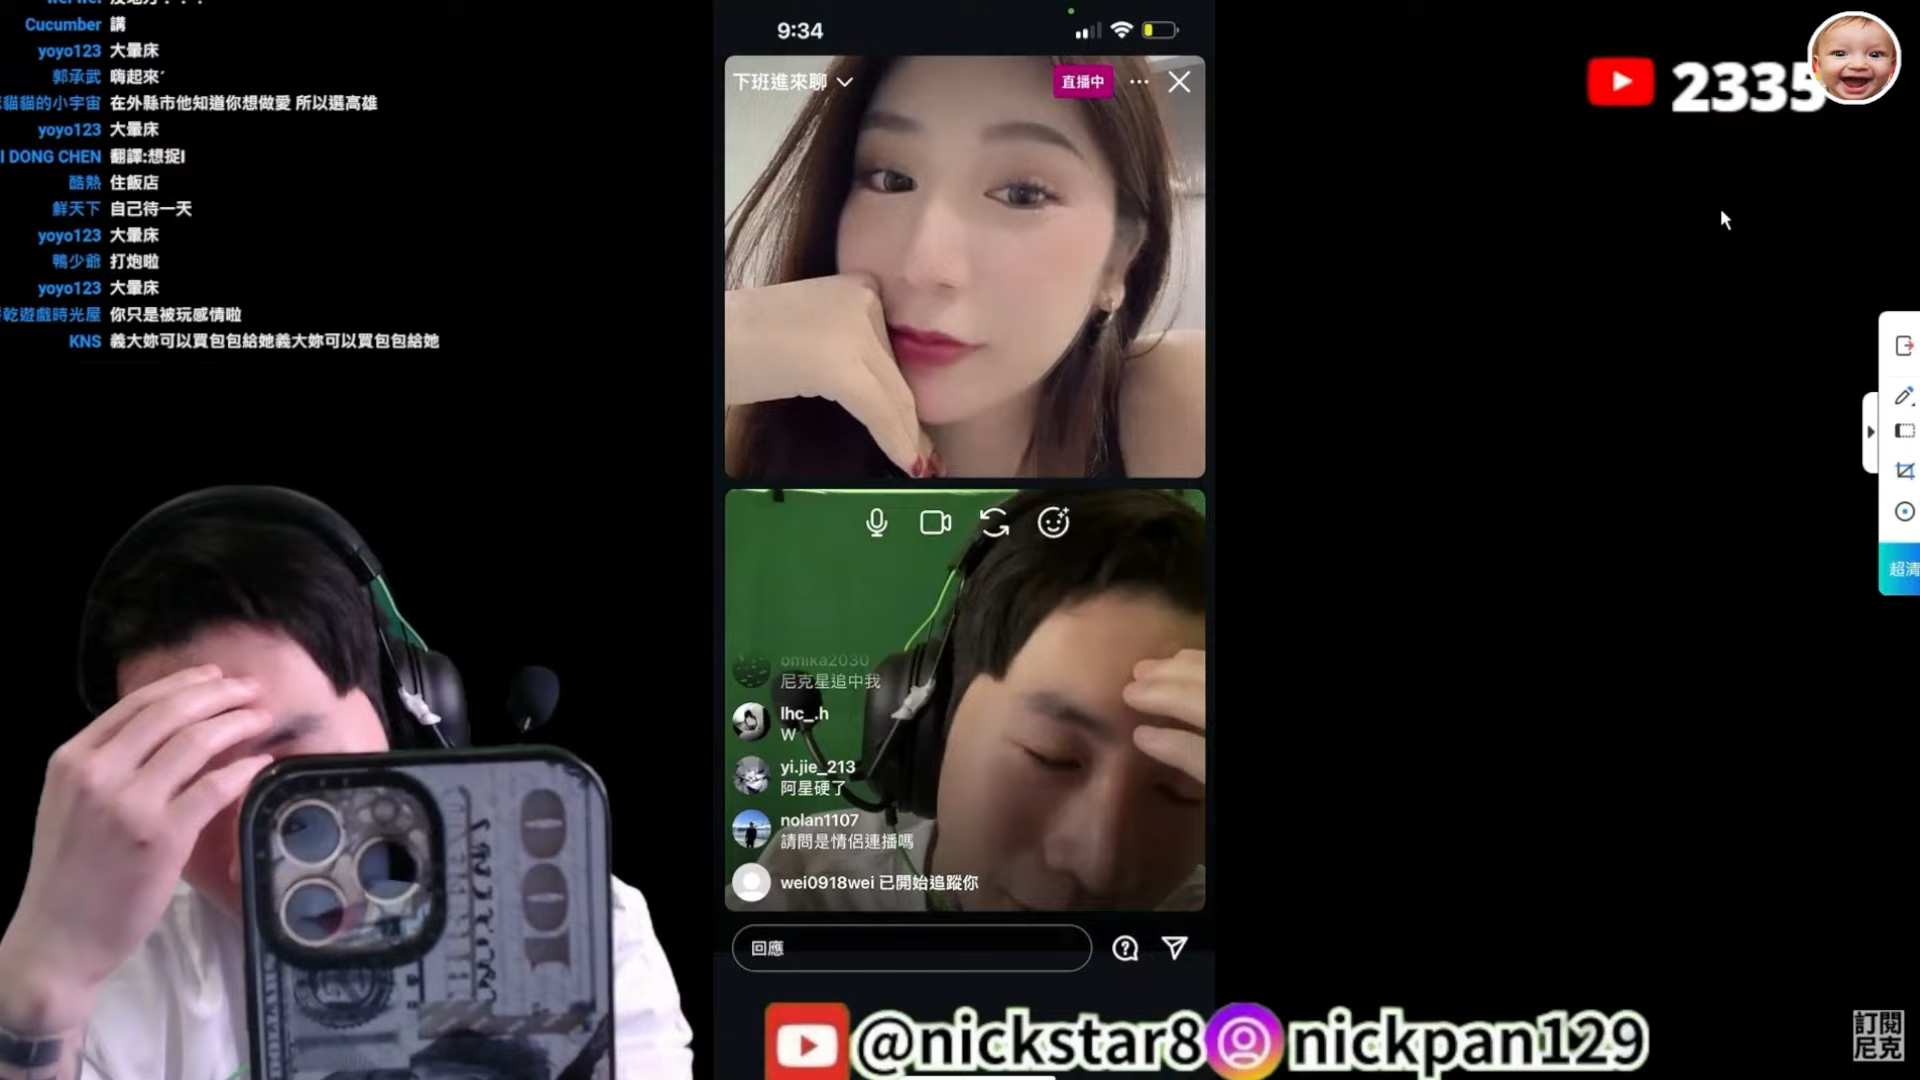 Cucumber 講
yoyo123 大暈床
郭承武 嗨起來
貓貓的小宇宙 在外縣市他知道你想做愛 所以選高雄
yoyo123 大暈床
I DONG CHEN 翻譯:想捉I
酷熱 住飯店
鮮天下 自己待一天
yoyo123 大暈床
鴨少爺 打炮啦
yoyo123 大暈床
乾遊戲時光屋 你只是被玩感情啦
KNS 義大妳可以買包包給她義大妳可以買包包給她
9:34
下班進來聊
直播中
omika2030
尼克星追中我
lhc_.h
W
yi.jie_213
阿星硬了
nolan1107
請問是情侶連播嗎
wei0918wei 已開始追蹤你
回應
2335
超清
100
@nickstar8
nickpan129
訂閱
尼克